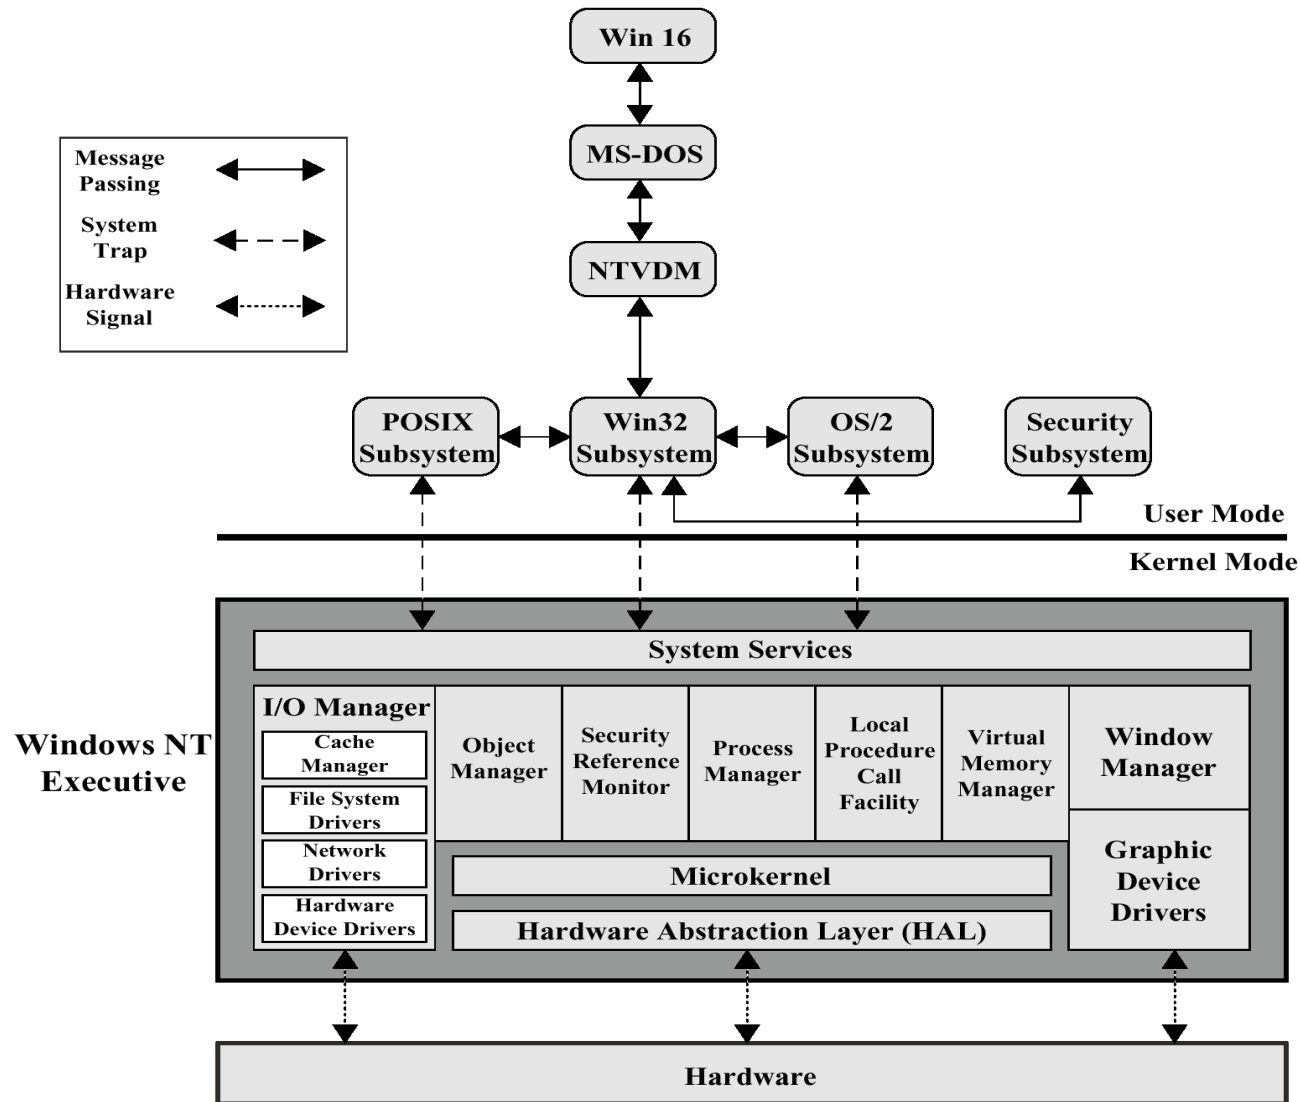 Win 16
MS-DOS
NTVDM
Message
Passing
System
Trap
Hardware
Signal
POSIX
Subsystem
Win32
Subsystem
OS/2
Subsystem
Security
Subsystem
User Mode
Kernel Mode
Windows NT
Executive
System Services
I/O Manager
Cache
Manager
File System
Drivers
Network
Drivers
Hardware
Device Drivers
Object
Manager
Security
Reference
Monitor
Process
Manager
Local
Procedure
Call
Facility
Virtual
Memory
Manager
Window
Manager
Graphic
Device
Drivers
Microkernel
Hardware Abstraction Layer (HAL)
Hardware